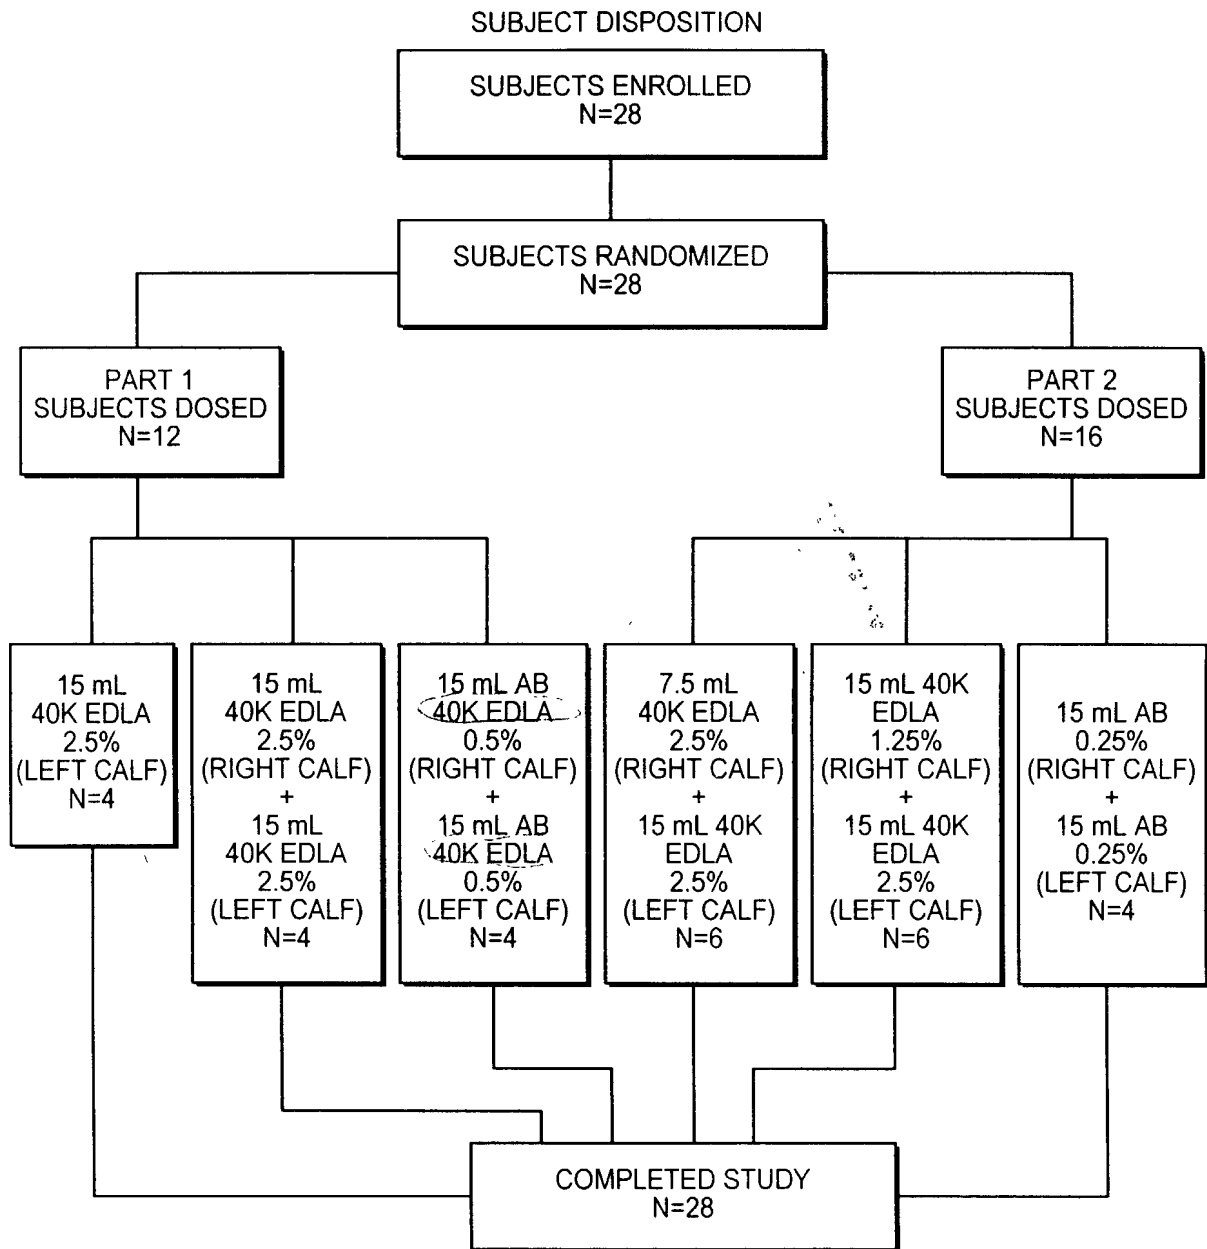 SUBJECT DISPOSITION
SUBJECTS ENROLLED
N=28
SUBJECTS RANDOMIZED
N=28
PART 1
SUBJECTS DOSED
N=12
PART 2
SUBJECTS DOSED
N=16
15 mL
40K EDLA
2.5%
(LEFT CALF)
N=4
15 mL
40K EDLA
2.5%
(RIGHT CALF)
+
15 mL
40K EDLA
2.5%
(LEFT CALF)
N=4
15 mL AB
40K EDLA
0.5%
(RIGHT CALF)
+
15 mL AB
40K EDLA
0.5%
(LEFT CALF)
N=4
7.5 mL
40K EDLA
2.5%
(RIGHT CALF)
+
15 mL 40K
EDLA
2.5%
(LEFT CALF)
N=6
15 mL 40K
EDLA
1.25%
(RIGHT CALF)
+
15 mL 40K
EDLA
2.5%
(LEFT CALF)
N=6
15 mL AB
0.25%
(RIGHT CALF)
+
15 mL AB
0.25%
(LEFT CALF)
N=4
COMPLETED STUDY
N=28